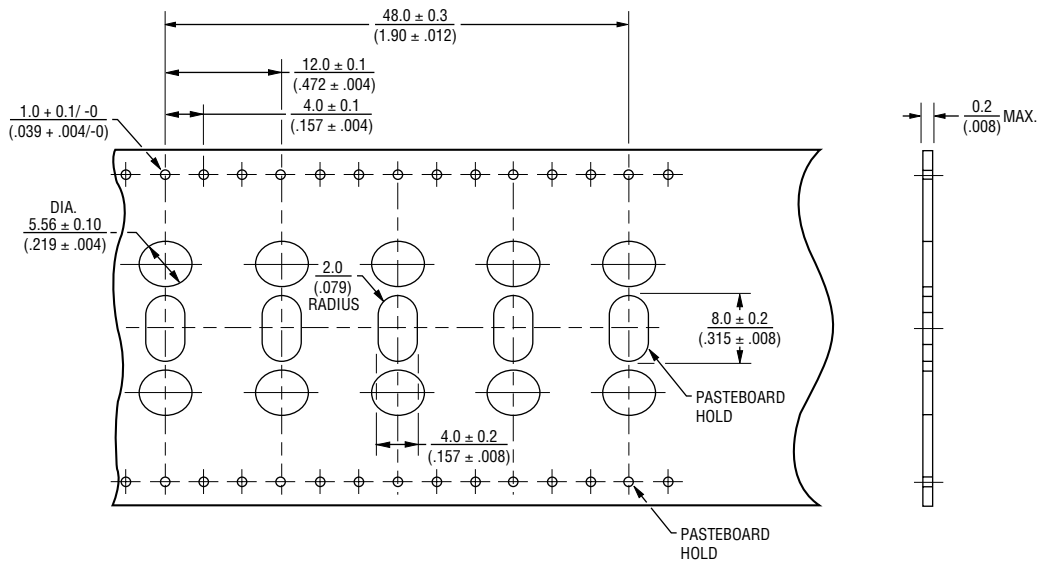 48.0 ± 0.3
(1.90 ± .012)
12.0 ± 0.1
(.472 ± .004)
4.0 ± 0.1
(.157 ± .004)
1.0 + 0.1/ -0
(.039 + .004/-0)
0.2
(.008)
MAX.
DIA.
5.56 ± 0.10
(.219 ± .004)
2.0
(.079)
RADIUS
8.0 ± 0.2
(.315 ± .008)
PASTEBOARD
HOLD
4.0 ± 0.2
(.157 ± .008)
PASTEBOARD
HOLD